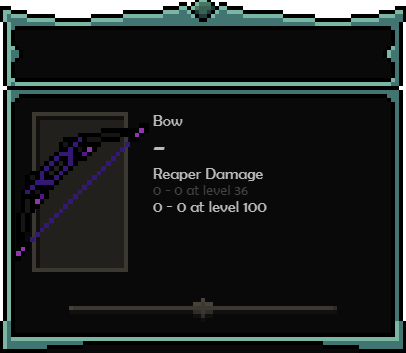 Bow
–
Reaper Damage
0 - 0 at level 36
0 - 0 at level 100